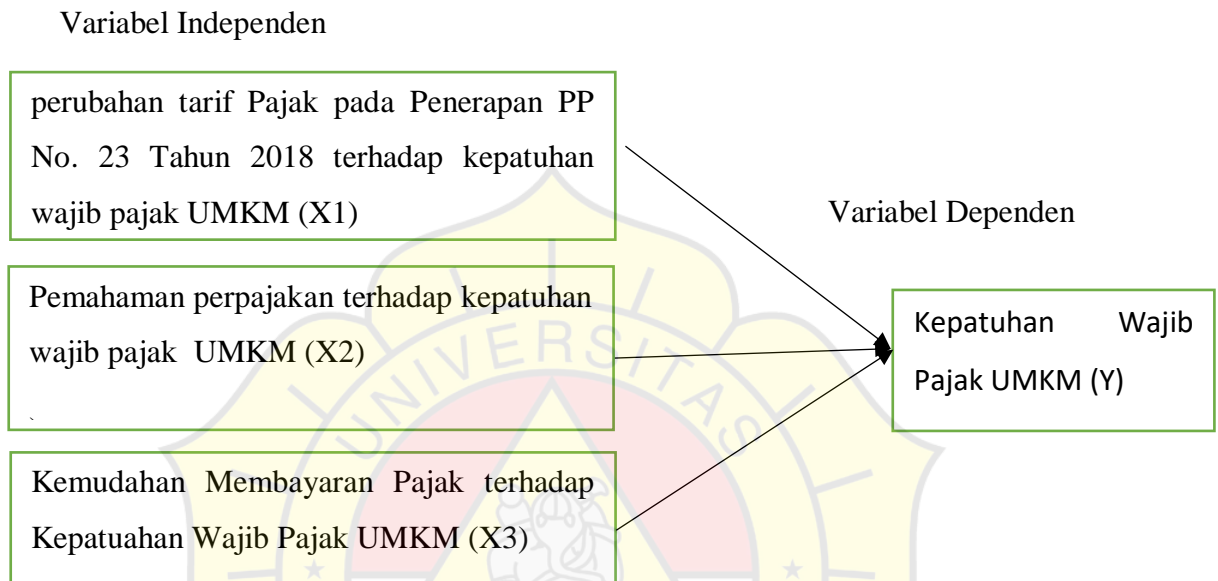 Variabel Independen
perubahan tarif Pajak pada Penerapan PP
No. 23 Tahun 2018 terhadap kepatuhan
wajib pajak UMKM (X1)
Variabel Dependen
Pemahaman perpajakan terhadap kepatuhan
wajib pajak UMKM (X2)
`
Kepatuhan Wajib
Pajak UMKM (Y)
Kemudahan Membayaran Pajak terhadap
Kepatuahan Wajib Pajak UMKM (X3)
UNIVERSITAS